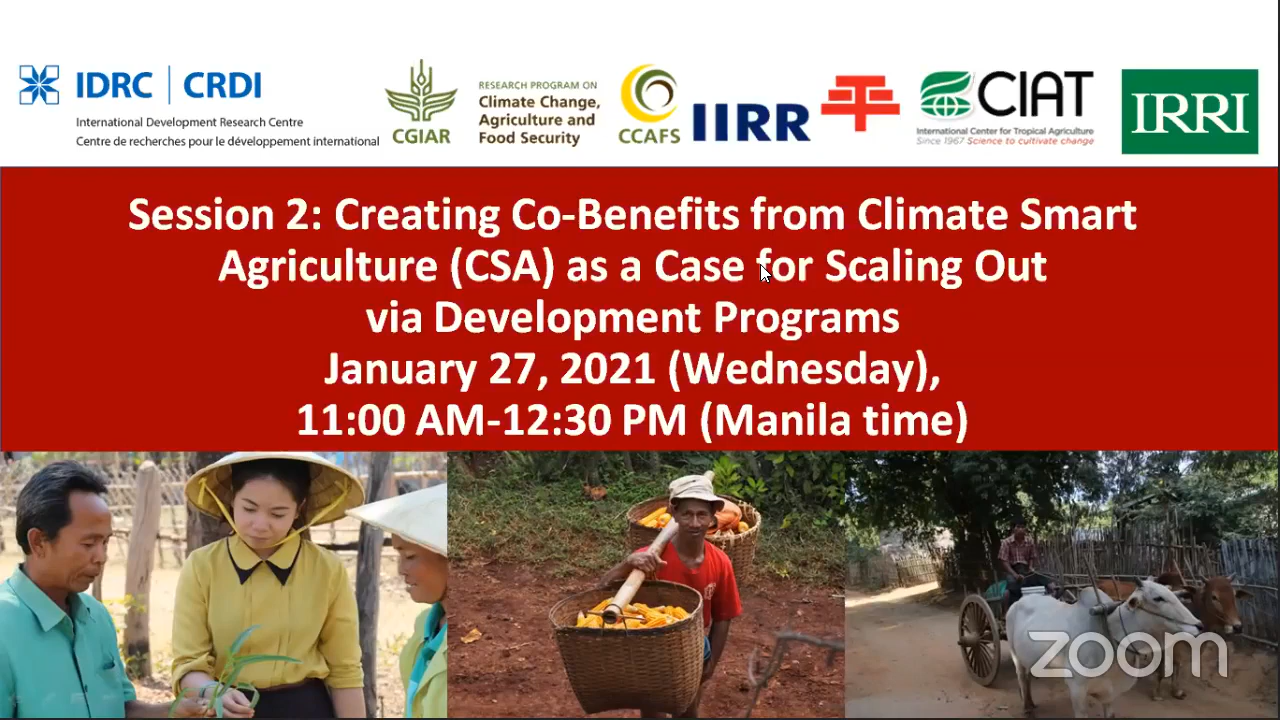 IDRC | CRDI
International Development Research Centre
Centre de recherches pour le développement international
CGIAR
RESEARCH PROGRAM ON
Climate Change,
Agriculture and
Food Security
CCAFS
IIRR
CIAT
International Center for Tropical Agriculture
Since 1967 Science to cultivate change
IRRI
Session 2: Creating Co-Benefits from Climate Smart
Agriculture (CSA) as a Case for Scaling Out
via Development Programs
January 27, 2021 (Wednesday),
11:00 AM-12:30 PM (Manila time)
zoom